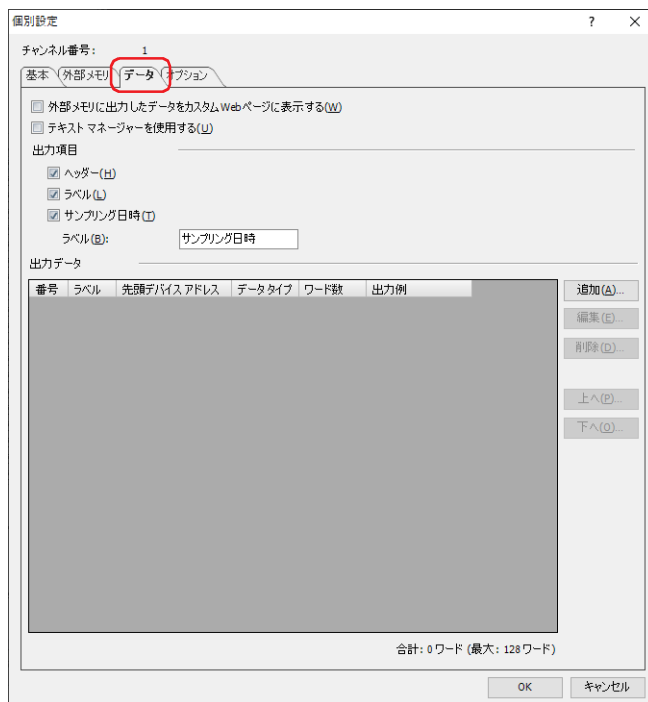 個別設定 ? ×
チャンネル番号: 1
基本 外部メモリ データ オプション
外部メモリに出力したデータをカスタムWebページに表示する(W)
テキスト マネージャーを使用する(U)
出力項目
ヘッダー(H)
ラベル(L)
サンプリング日時(T)
ラベル(B): サンプリング日時
出力データ
番号 ラベル 先頭デバイス アドレス データ タイプ ワード数 出力例
追加(A)...
編集(E)...
削除(D)...
上へ(P)...
下へ(O)...
合計: 0 ワード (最大: 128 ワード)
OK キャンセル